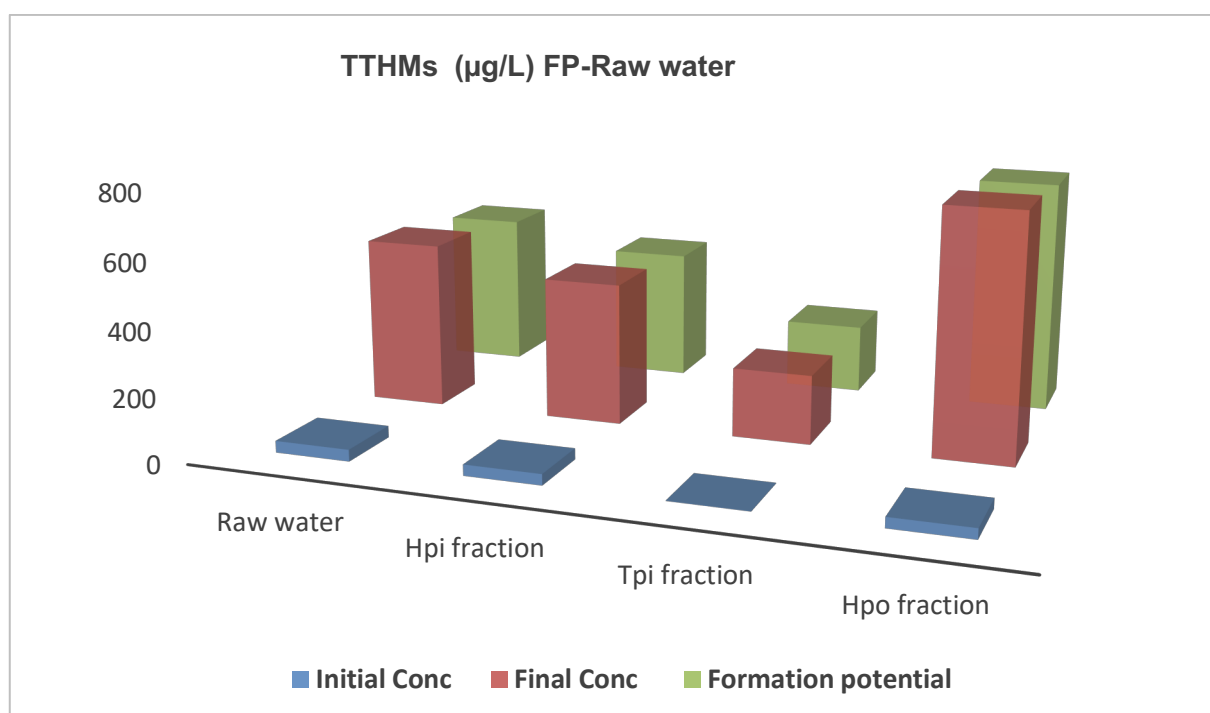 TTHMs (µg/L) FP-Raw water
800
600
400
200
0
Raw water
Hpi fraction
Tpi fraction
Hpo fraction
Initial Conc Final Conc Formation potential